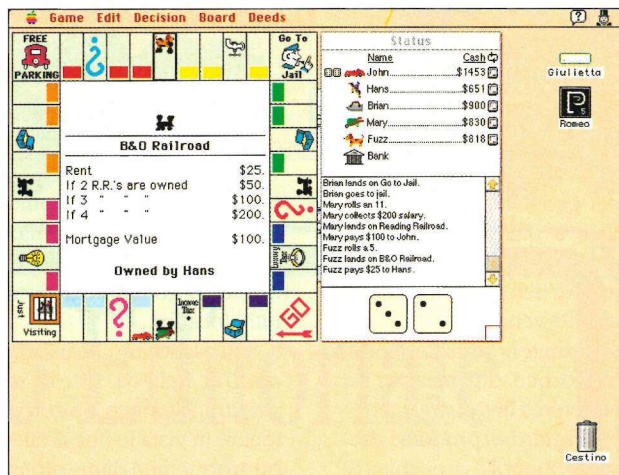 Game Edit Decision Board Deeds
FREE
PARKING
Go To
Jail
B&O Railroad
Rent $25.
If 2 R.R.'s are owned $50.
If 3 " " " $100.
If 4 " " " $200.
Mortgage Value $100.
Owned by Hans
Luxury
Tax
Just
Visiting
Income
Tax
GO
Status
Name Cash
John $1453
Hans $651
Brian $900
Mary $830
Fuzz $818
Bank
Brian lands on Go to Jail.
Brian goes to jail.
Mary rolls an 11.
Mary collects $200 salary.
Mary lands on Reading Railroad.
Mary pays $100 to John.
Fuzz rolls a 5.
Fuzz lands on B&O Railroad.
Fuzz pays $25 to Hans.
Giulietta
Romeo
Cestino